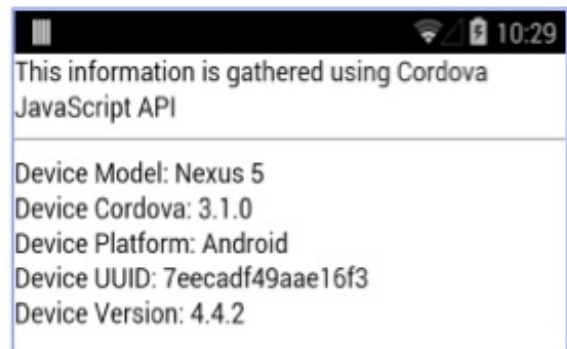 10:29
This information is gathered using Cordova
JavaScript API
Device Model: Nexus 5
Device Cordova: 3.1.0
Device Platform: Android
Device UUID: 7eecadf49aae16f3
Device Version: 4.4.2